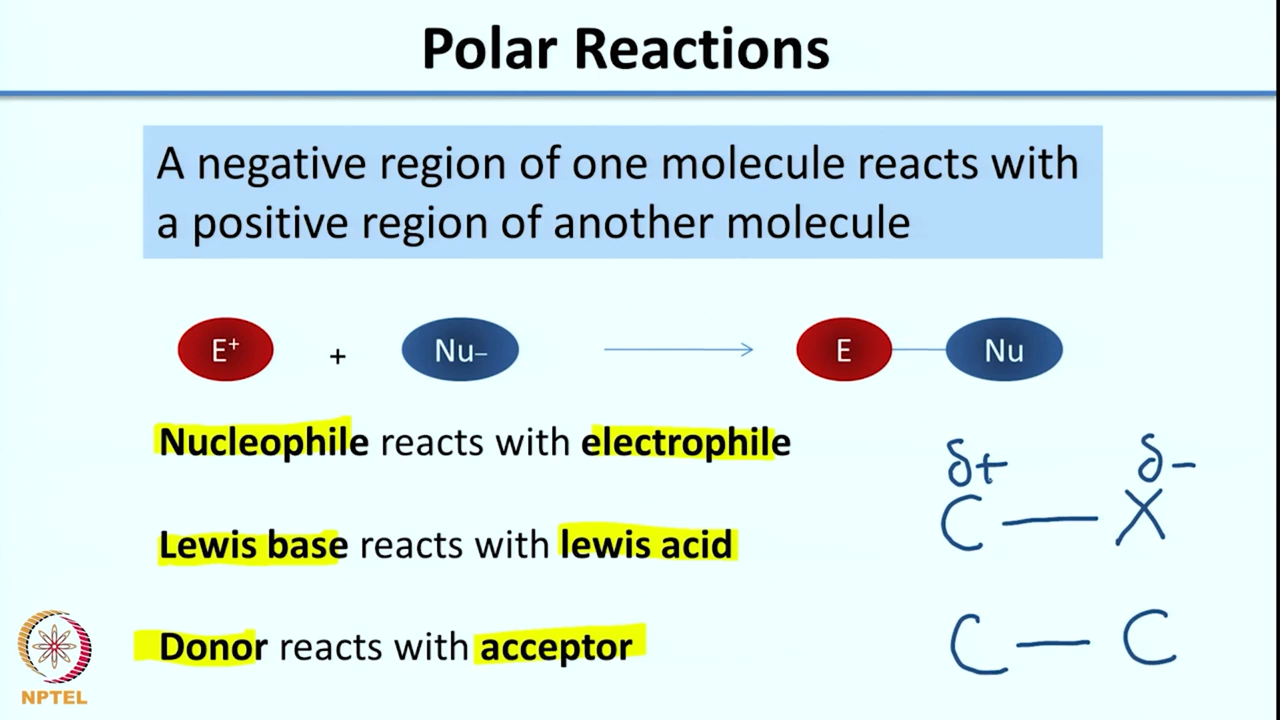 Polar Reactions
A negative region of one molecule reacts with
a positive region of another molecule
E⁺ + Nu– E Nu
Nucleophile reacts with electrophile
δ+ δ-
C — X
Lewis base reacts with lewis acid
C — C
Donor reacts with acceptor
NPTEL